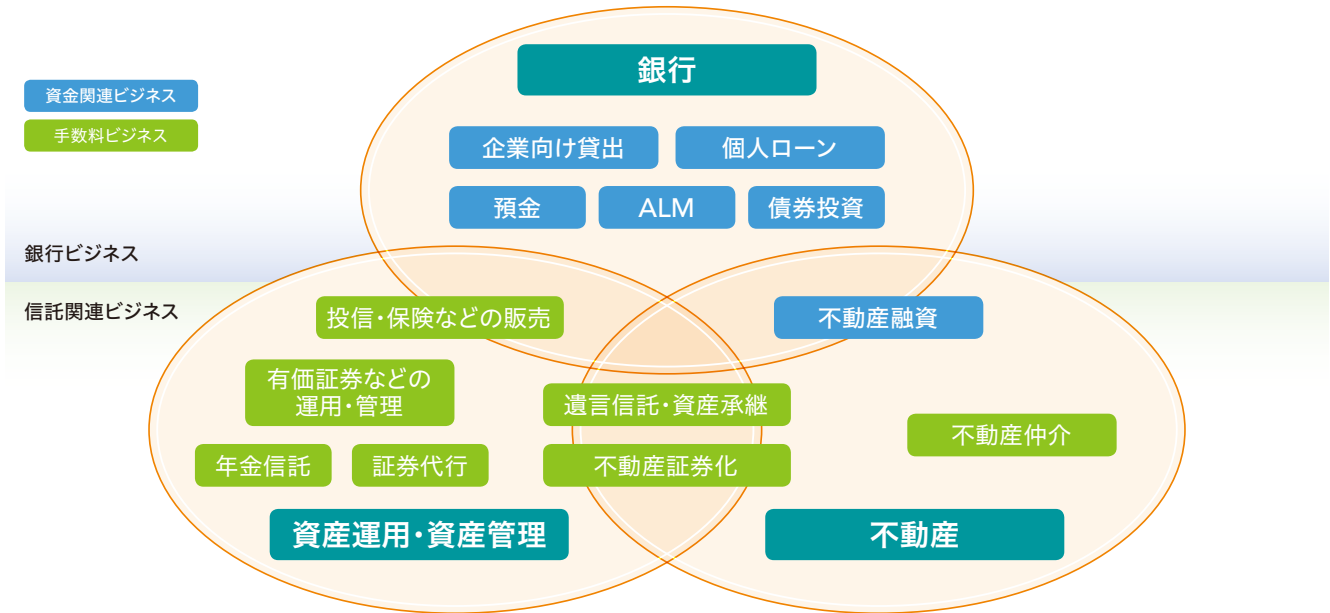 銀行
資金関連ビジネス
手数料ビジネス
企業向け貸出
個人ローン
預金
ALM
債券投資
銀行ビジネス
信託関連ビジネス
投信・保険などの販売
不動産融資
有価証券などの
運用・管理
遺言信託・資産承継
不動産仲介
年金信託
証券代行
不動産証券化
資産運用・資産管理
不動産